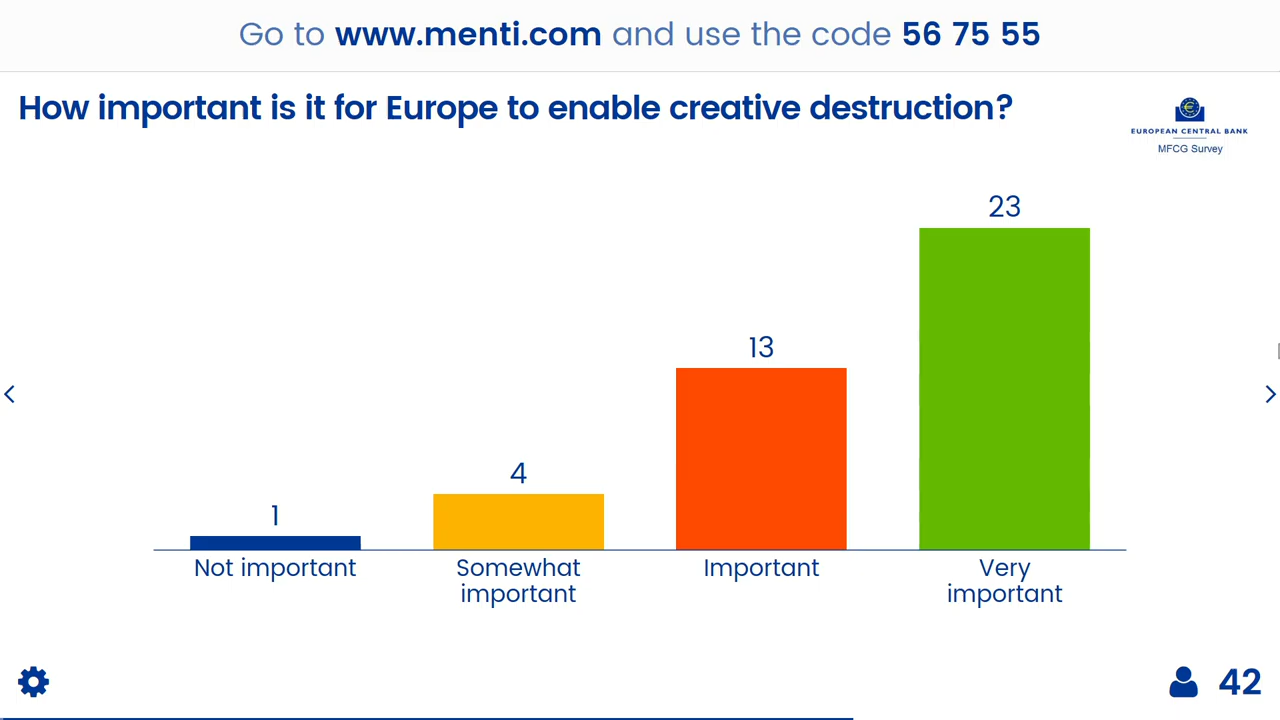 Go to www.menti.com and use the code 56 75 55
How important is it for Europe to enable creative destruction?
EUROPEAN CENTRAL BANK
MFCG Survey
23
13
4
1
Not important
Somewhat
important
Important
Very
important
42